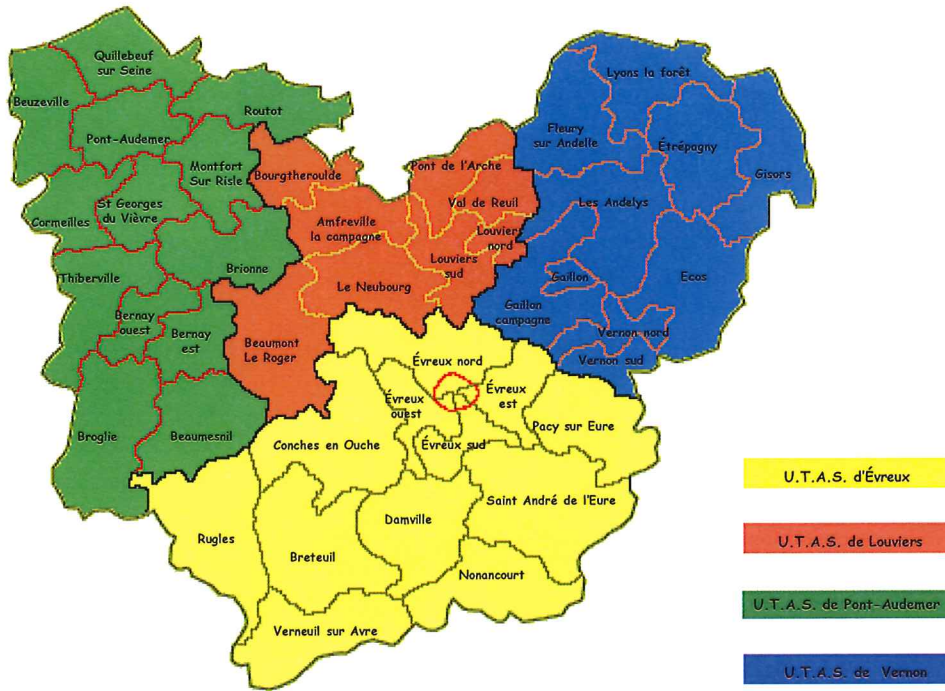 Quillebeuf
sur Seine
Beuzeville
Routot
Pont-Audemer
Montfort
Sur Risle
Cormeilles
St Georges
du Vièvre
Thiberville
Brionne
Bernay
ouest
Bernay
est
Broglie
Beaumesnil
Bourgtheroulde
Pont de l'Arche
Amfreville
la campagne
Val de Reuil
Louviers
nord
Louviers
sud
Le Neubourg
Beaumont
Le Roger
Lyons la forêt
Fleury
sur Andelle
Étrépagny
Gisors
Les Andelys
Gaillon
Ecos
Gaillon
campagne
Vernon nord
Vernon sud
Évreux nord
Évreux
ouest
Évreux
est
Pacy sur Eure
Conches en Ouche
Évreux sud
Saint André de l'Eure
Damville
Rugles
Breteuil
Nonancourt
Verneuil sur Avre
U.T.A.S. d'Évreux
U.T.A.S. de Louviers
U.T.A.S. de Pont-Audemer
U.T.A.S. de Vernon